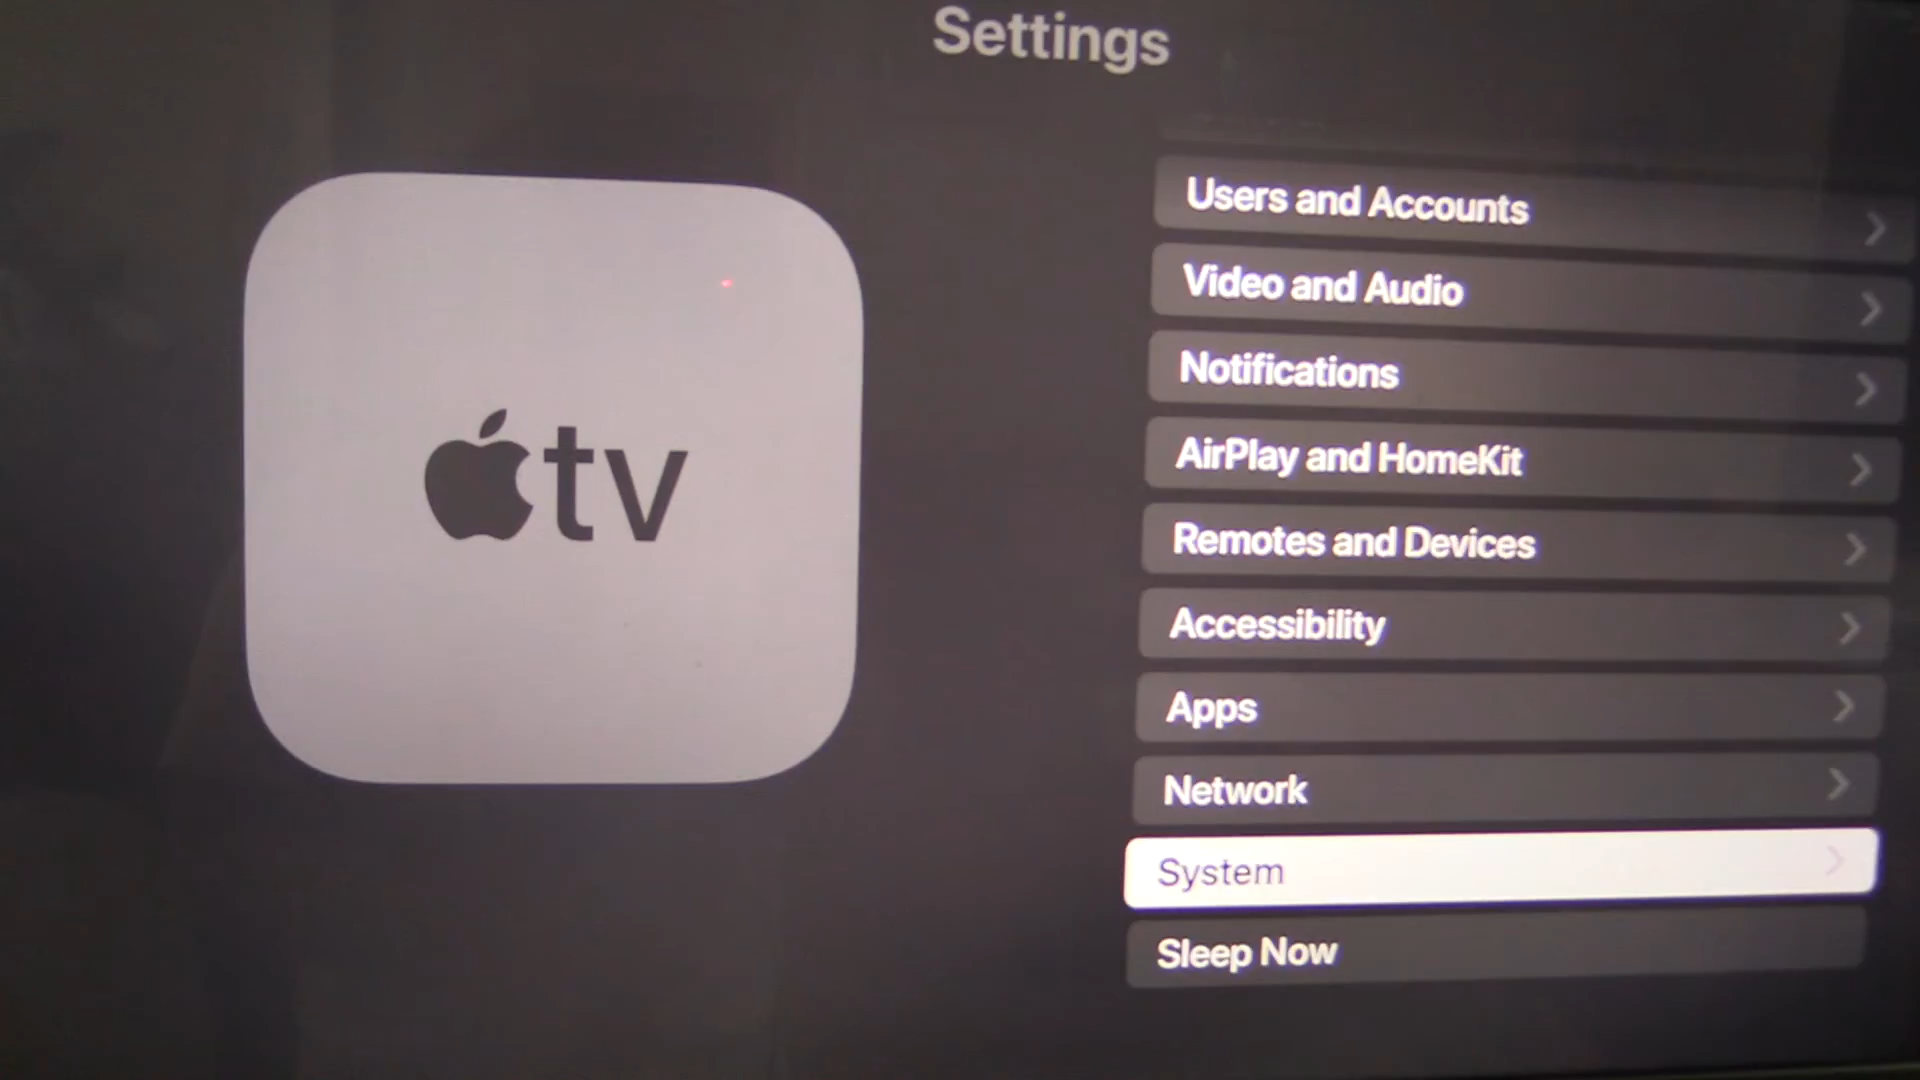 Settings
tv
Users and Accounts
Video and Audio
Notifications
AirPlay and HomeKit
Remotes and Devices
Accessibility
Apps
Network
System
Sleep Now